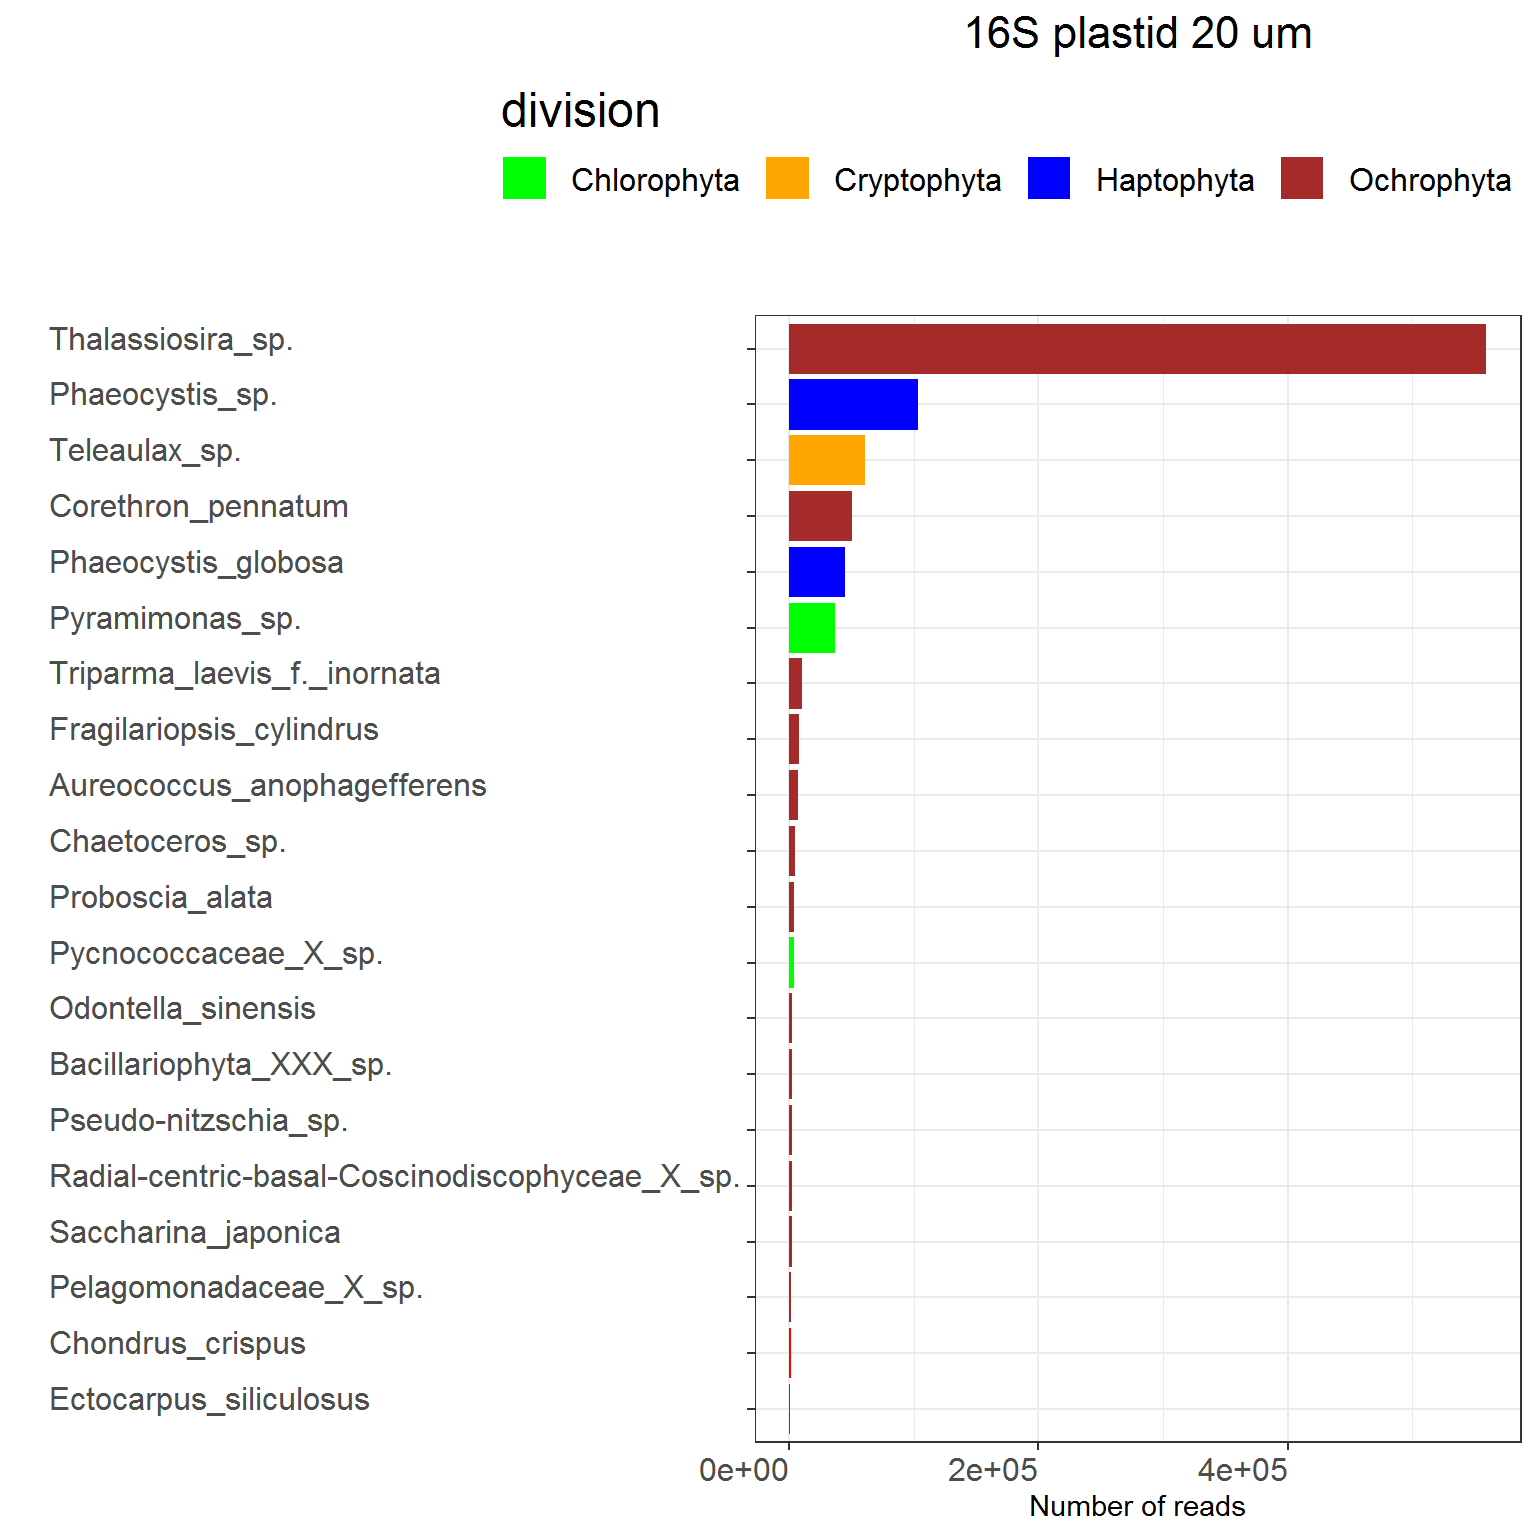 16S plastid 20 um
division
Chlorophyta Cryptophyta Haptophyta Ochrophyta
Thalassiosira_sp.
Phaeocystis_sp.
Teleaulax_sp.
Corethron_pennatum
Phaeocystis_globosa
Pyramimonas_sp.
Triparma_laevis_f._inornata
Fragilariopsis_cylindrus
Aureococcus_anophagefferens
Chaetoceros_sp.
Proboscia_alata
Pycnococcaceae_X_sp.
Odontella_sinensis
Bacillariophyta_XXX_sp.
Pseudo-nitzschia_sp.
Radial-centric-basal-Coscinodiscophyceae_X_sp.
Saccharina_japonica
Pelagomonadaceae_X_sp.
Chondrus_crispus
Ectocarpus_siliculosus
0e+00 2e+05 4e+05
Number of reads